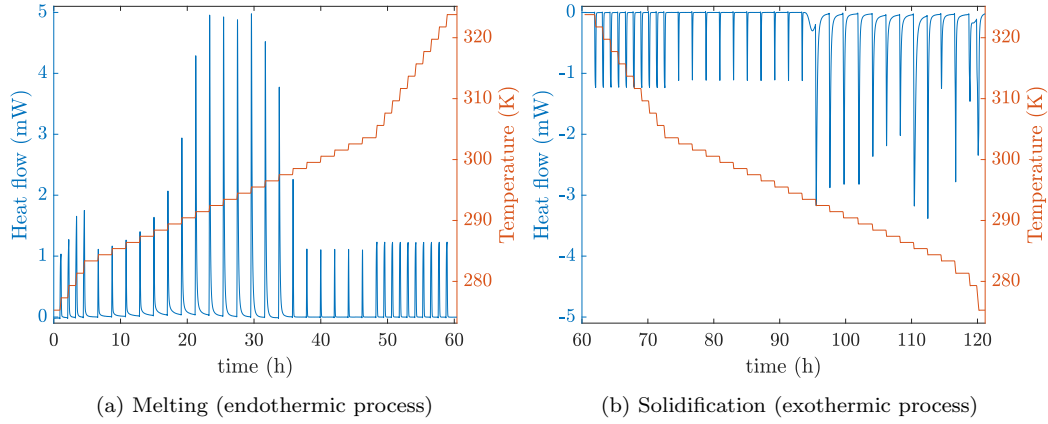 5
4
3
2
1
0
Heat flow (mW)
320
310
300
290
280
Temperature (K)
0 10 20 30 40 50 60
time (h)
(a) Melting (endothermic process)
0
-1
-2
-3
-4
-5
Heat flow (mW)
320
310
300
290
280
Temperature (K)
60 70 80 90 100 110 120
time (h)
(b) Solidification (exothermic process)